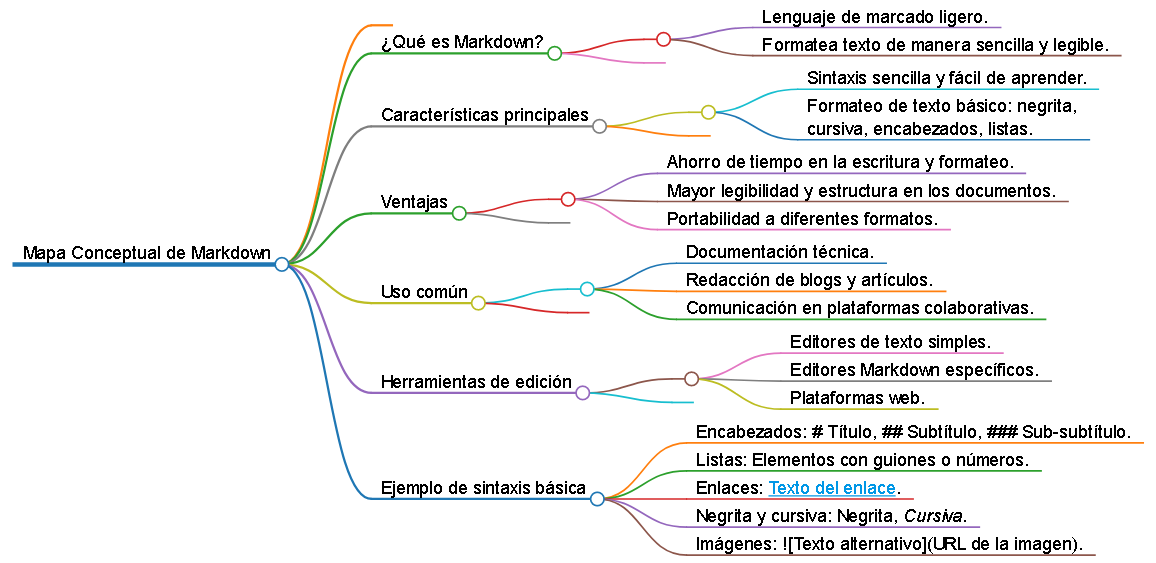 Mapa Conceptual de Markdown
¿Qué es Markdown?
Lenguaje de marcado ligero.
Formatea texto de manera sencilla y legible.
Características principales
Sintaxis sencilla y fácil de aprender.
Formateo de texto básico: negrita,
cursiva, encabezados, listas.
Ventajas
Ahorro de tiempo en la escritura y formateo.
Mayor legibilidad y estructura en los documentos.
Portabilidad a diferentes formatos.
Uso común
Documentación técnica.
Redacción de blogs y artículos.
Comunicación en plataformas colaborativas.
Herramientas de edición
Editores de texto simples.
Editores Markdown específicos.
Plataformas web.
Ejemplo de sintaxis básica
Encabezados: # Título, ## Subtítulo, ### Sub-subtítulo.
Listas: Elementos con guiones o números.
Enlaces: Texto del enlace.
Negrita y cursiva: Negrita, Cursiva.
Imágenes: ![Texto alternativo](URL de la imagen).